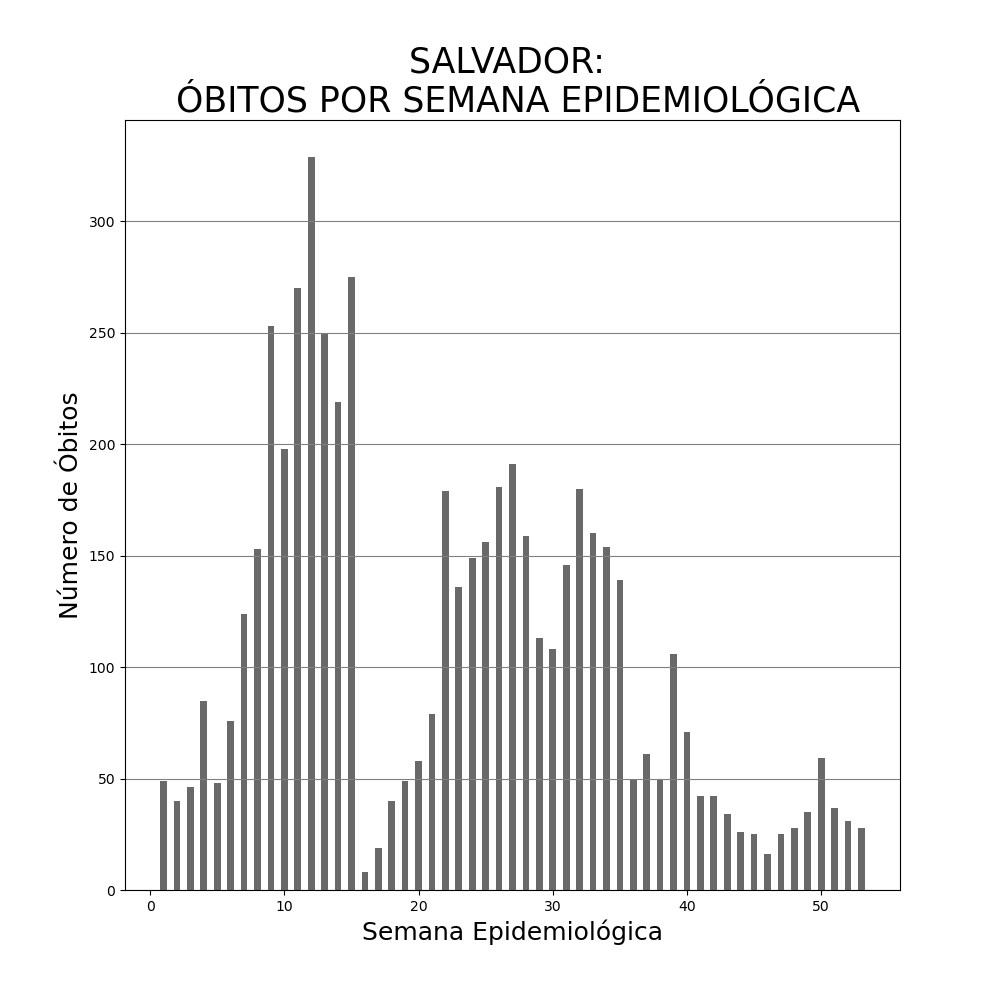 SALVADOR:
ÓBITOS POR SEMANA EPIDEMIOLÓGICA
Número de Óbitos
300
250
200
150
100
50
0
0 10 20 30 40 50
Semana Epidemiológica